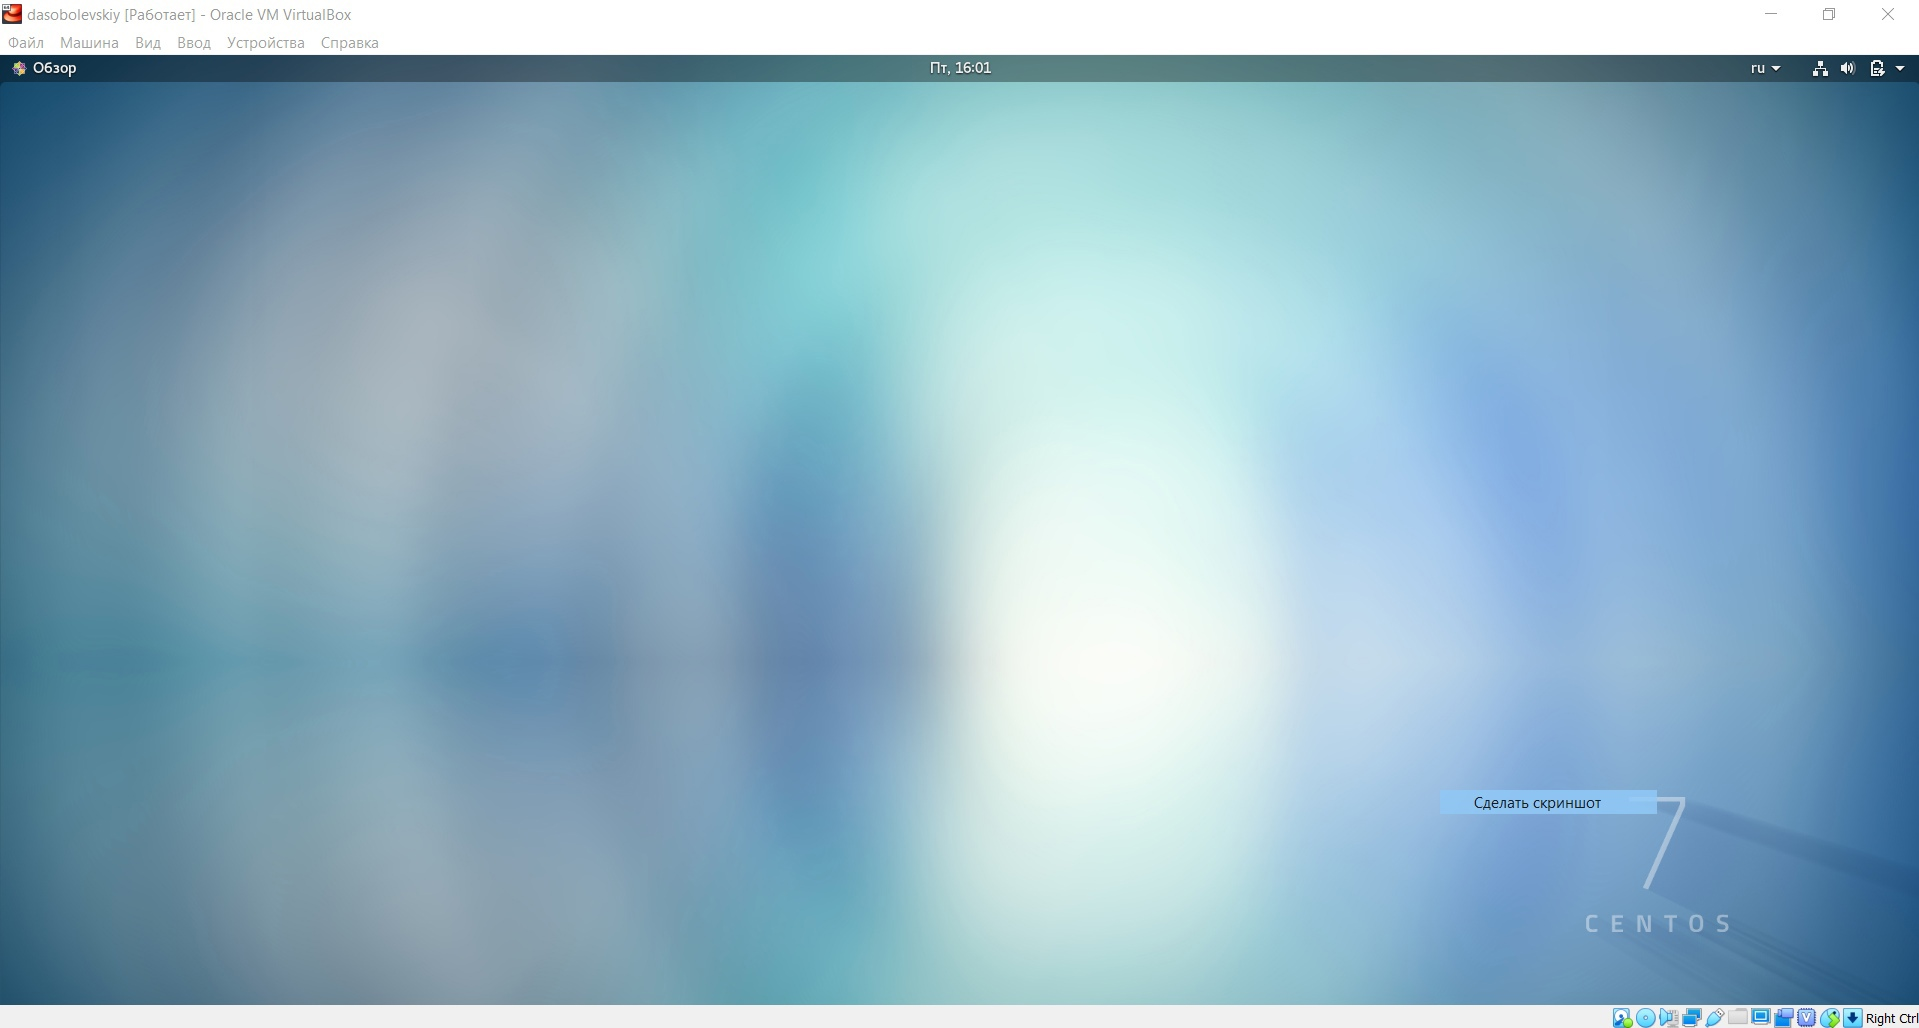 dasobolevskiy [Работает] - Oracle VM VirtualBox
Файл Машина Вид Ввод Устройства Справка
Обзор Пт, 16:01 ru
Сделать скриншот
7
CENTOS
Right Ctrl